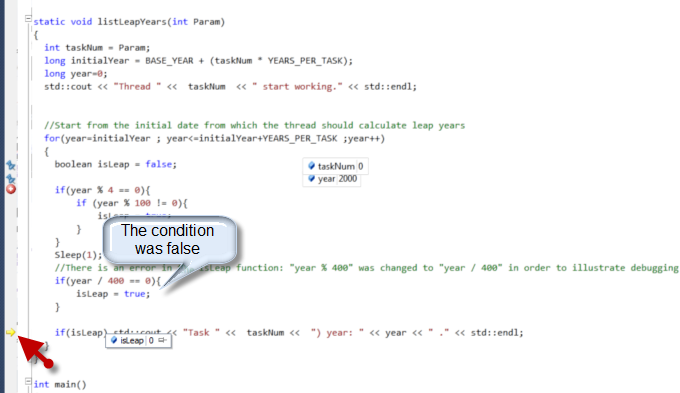 static void listLeapYears(int Param)
{
int taskNum = Param;
long initialYear = BASE_YEAR + (taskNum * YEARS_PER_TASK);
long year=0;
std::cout << "Thread " << taskNum << " start working." << std::endl;
//Start from the initial date from which the thread should calculate leap years
for(year=initialYear ; year<=initialYear+YEARS_PER_TASK ;year++)
{
boolean isLeap = false;
taskNum 0
year 2000
if(year % 4 == 0){
if (year % 100 != 0){
}
}
The condition
was false
Sleep(1);
//There is an error in isLeap function: "year % 400" was changed to "year / 400" in order to illustrate debugging
if(year / 400 == 0){
isLeap = true;
}
if(isLeap) std::cout << "Task " << taskNum << ") year: " << year << " ." << std::endl;
isLeap 0
}
}
int main()